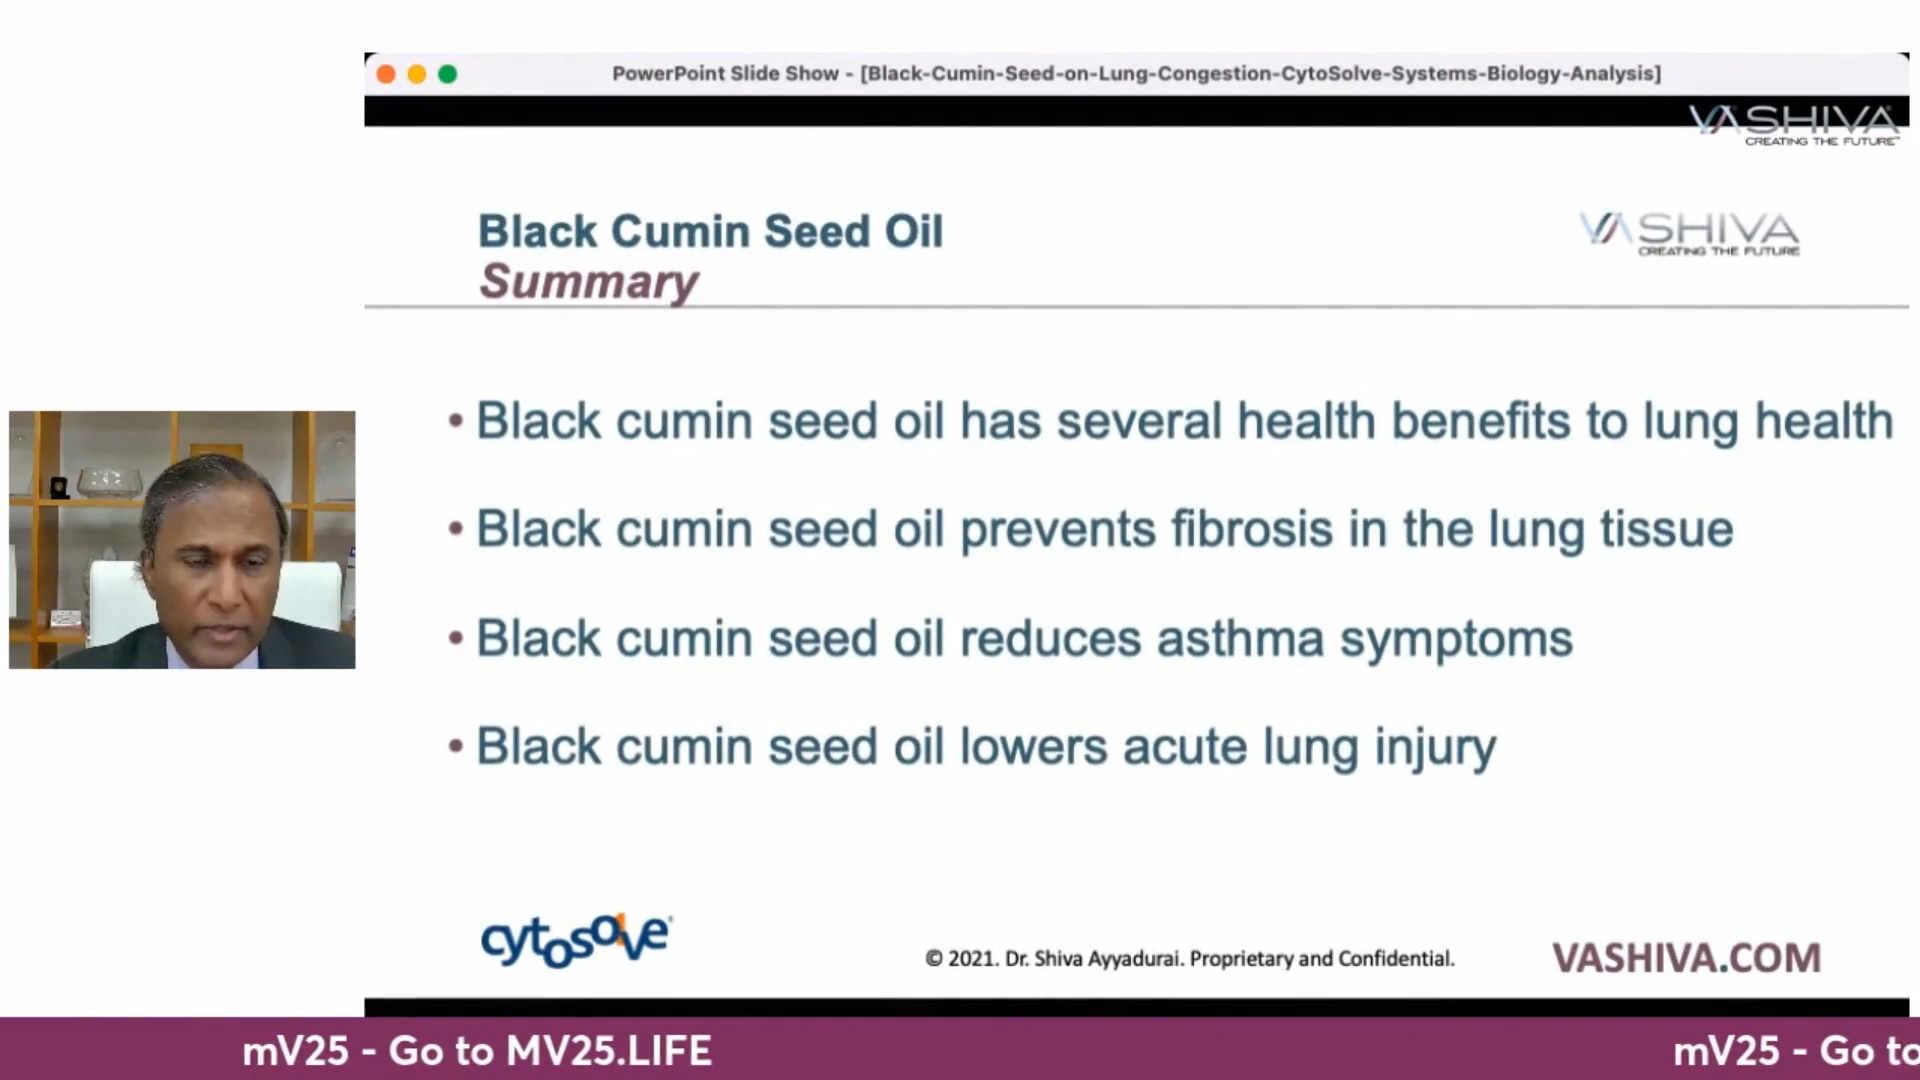 PowerPoint Slide Show - [Black-Cumin-Seed-on-Lung-Congestion-CytoSolve-Systems-Biology-Analysis]
VA SHIVA
CREATING THE FUTURE
Black Cumin Seed Oil
Summary
VA SHIVA
CREATING THE FUTURE
• Black cumin seed oil has several health benefits to lung health
• Black cumin seed oil prevents fibrosis in the lung tissue
• Black cumin seed oil reduces asthma symptoms
• Black cumin seed oil lowers acute lung injury
cytosolve
© 2021. Dr. Shiva Ayyadurai. Proprietary and Confidential.
VASHIVA.COM
mV25 - Go to MV25.LIFE
mV25 - Go to